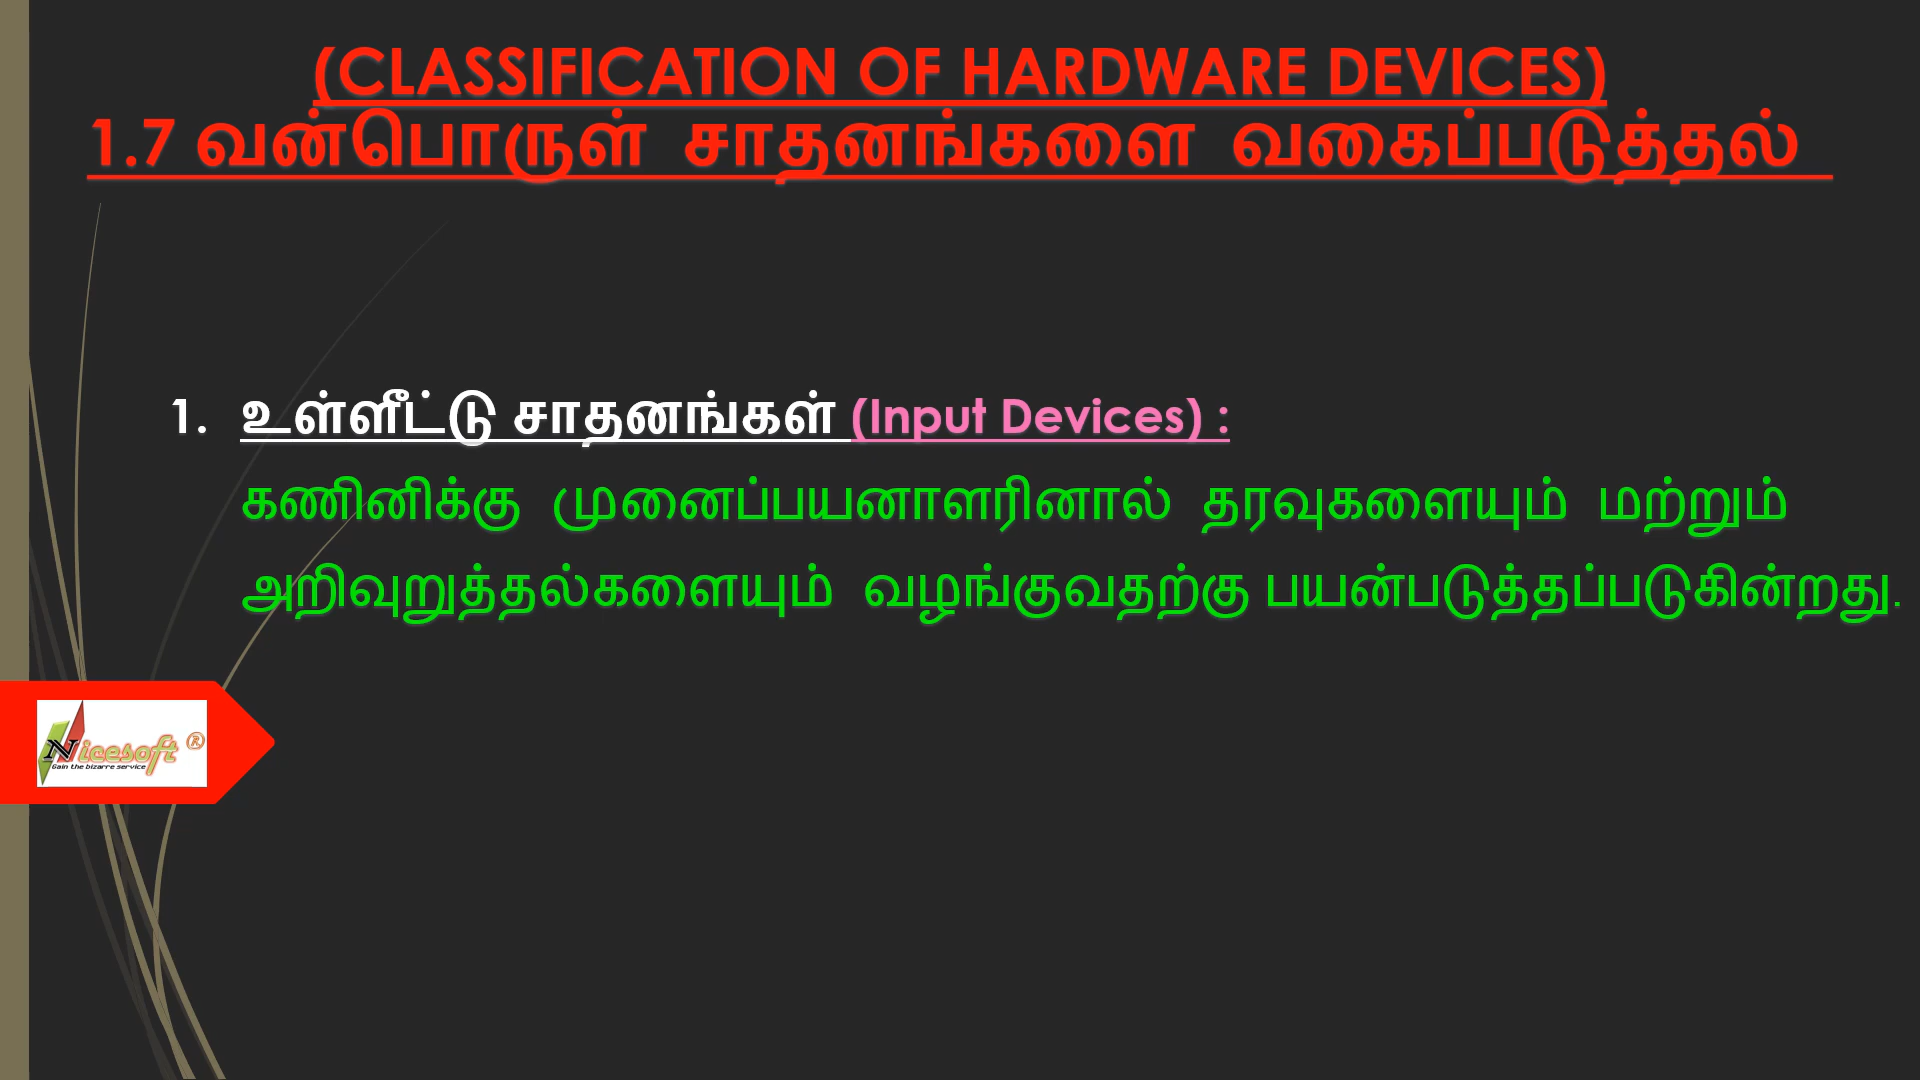 (CLASSIFICATION OF HARDWARE DEVICES)
1.7 வன்பொருள் சாதனங்களை வகைப்படுத்தல்
1. உள்ளீட்டு சாதனங்கள் (Input Devices) :
கணினிக்கு முனைப்பயனாளரினால் தரவுகளையும் மற்றும்
அறிவுறுத்தல்களையும் வழங்குவதற்கு பயன்படுத்தப்படுகின்றது.
Nicesoft ®
Gain the bizarre service